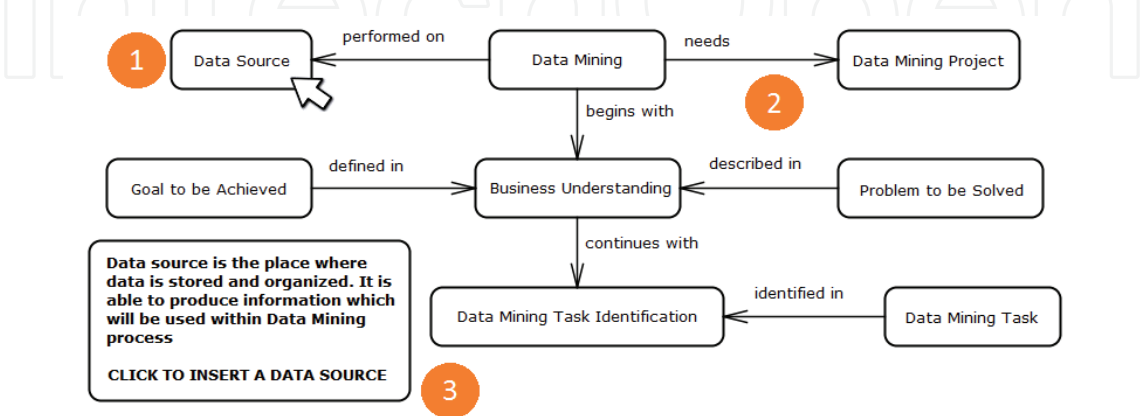 performed on
needs
1
Data Source
Data Mining
Data Mining Project
begins with
2
defined in
described in
Goal to be Achieved
Business Understanding
Problem to be Solved
continues with
Data source is the place where
data is stored and organized. It is
able to produce information which
will be used within Data Mining
process
CLICK TO INSERT A DATA SOURCE
identified in
Data Mining Task Identification
Data Mining Task
3